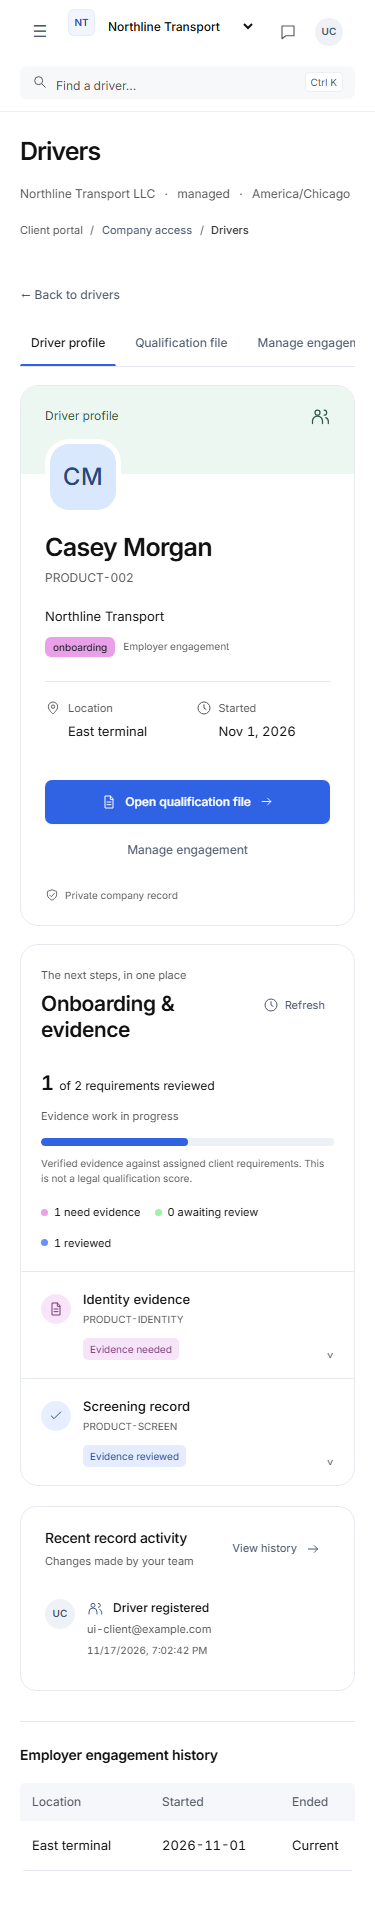 NT
Northline Transport
UC
Find a driver...
Ctrl K
Drivers
Northline Transport LLC · managed · America/Chicago
Client portal / Company access / Drivers
← Back to drivers
Driver profile
Qualification file
Manage engagem
Driver profile
CM
Casey Morgan
PRODUCT-002
Northline Transport
onboarding Employer engagement
Location
East terminal
Started
Nov 1, 2026
Open qualification file →
Manage engagement
Private company record
The next steps, in one place
Onboarding &
evidence
Refresh
1 of 2 requirements reviewed
Evidence work in progress
Verified evidence against assigned client requirements. This
is not a legal qualification score.
1 need evidence
0 awaiting review
1 reviewed
Identity evidence
PRODUCT-IDENTITY
Evidence needed
v
Screening record
PRODUCT-SCREEN
Evidence reviewed
v
Recent record activity
Changes made by your team
View history →
UC
Driver registered
ui-client@example.com
11/17/2026, 7:02:42 PM
Employer engagement history
Location Started Ended
East terminal 2026-11-01 Current